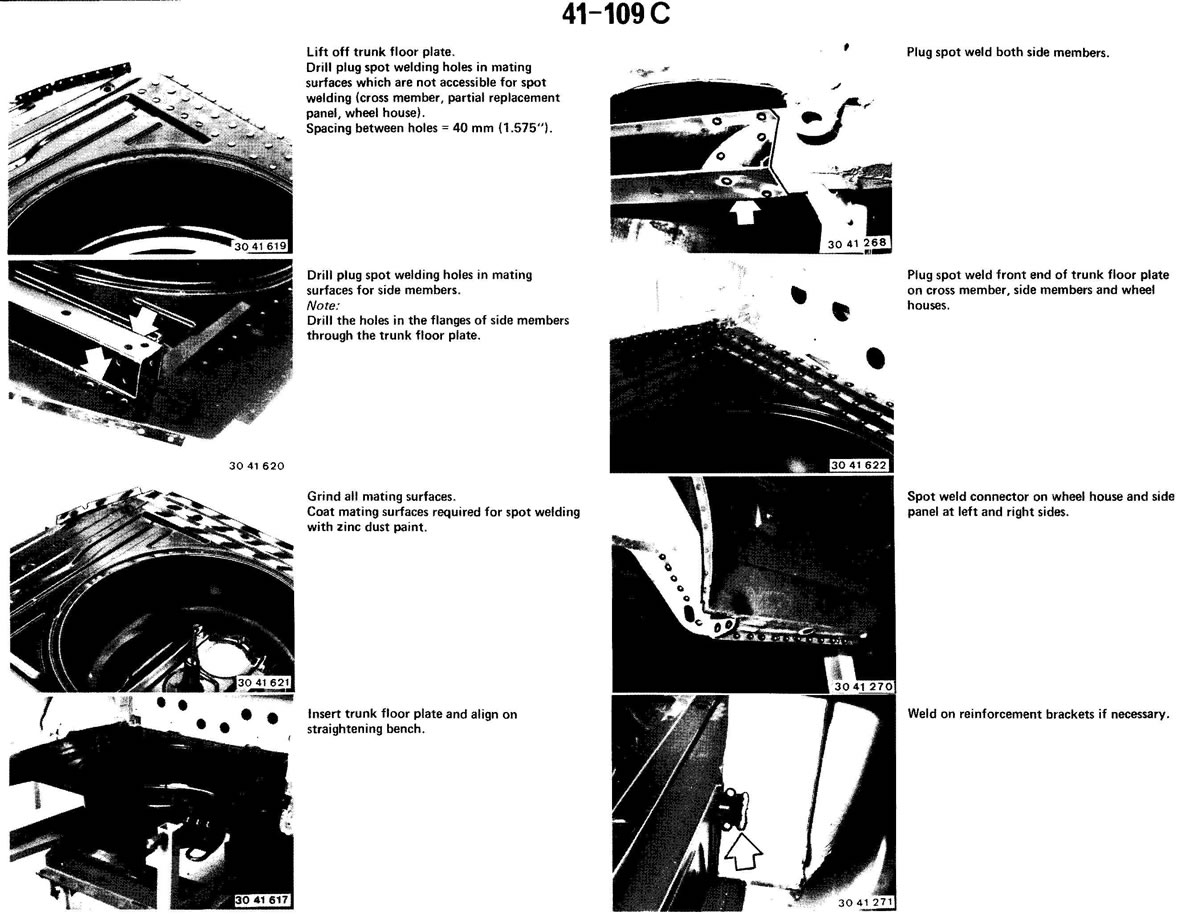 41-109 C
Lift off trunk floor plate.
Drill plug spot welding holes in mating
surfaces which are not accessible for spot
welding (cross member, partial replacement
panel, wheel house).
Spacing between holes = 40 mm (1.575").
30 41 619
Drill plug spot welding holes in mating
surfaces for side members.
Note:
Drill the holes in the flanges of side members
through the trunk floor plate.
30 41 620
Grind all mating surfaces.
Coat mating surfaces required for spot welding
with zinc dust paint.
30 41 621
Insert trunk floor plate and align on
straightening bench.
30 41 617
Plug spot weld both side members.
30 41 268
Plug spot weld front end of trunk floor plate
on cross member, side members and wheel
houses.
30 41 622
Spot weld connector on wheel house and side
panel at left and right sides.
30 41 270
Weld on reinforcement brackets if necessary.
30 41 271